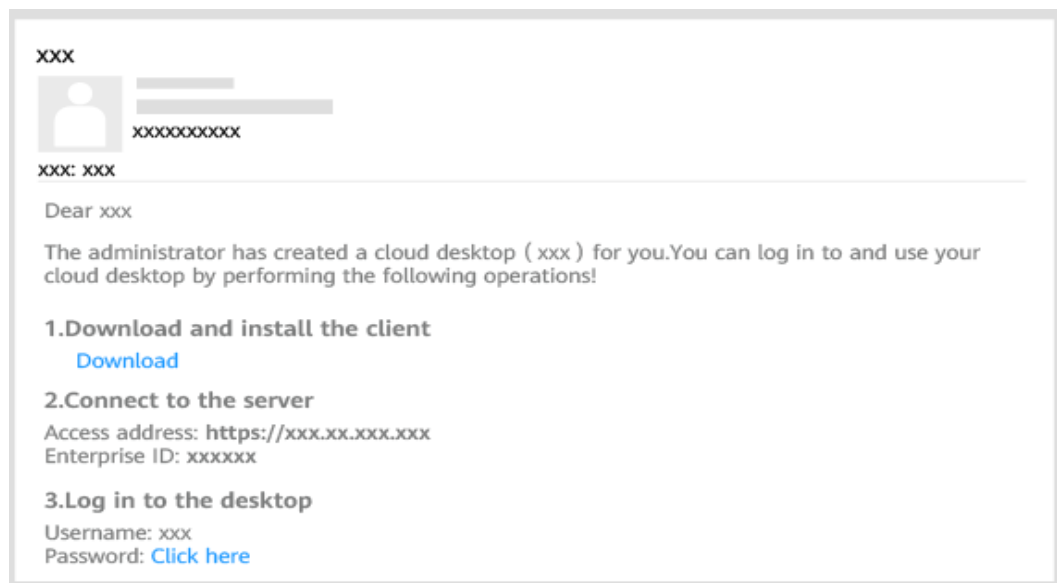 xxx
xxxxxxxxxx
xxx: xxx
Dear xxx
The administrator has created a cloud desktop ( xxx ) for you.You can log in to and use your
cloud desktop by performing the following operations!
1.Download and install the client
Download
2.Connect to the server
Access address: https://xxx.xx.xxx.xxx
Enterprise ID: xxxxxx
3.Log in to the desktop
Username: xxx
Password: Click here